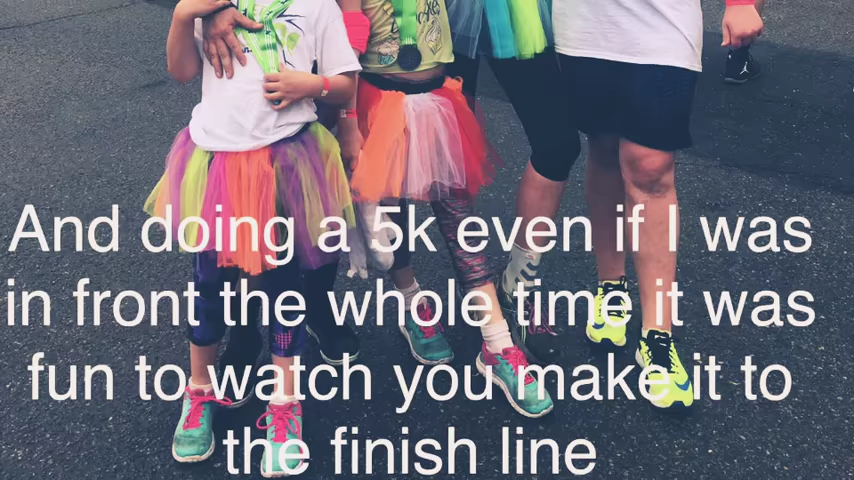 And doing a 5k even if I was
in front the whole time it was
fun to watch you make it to
the finish line